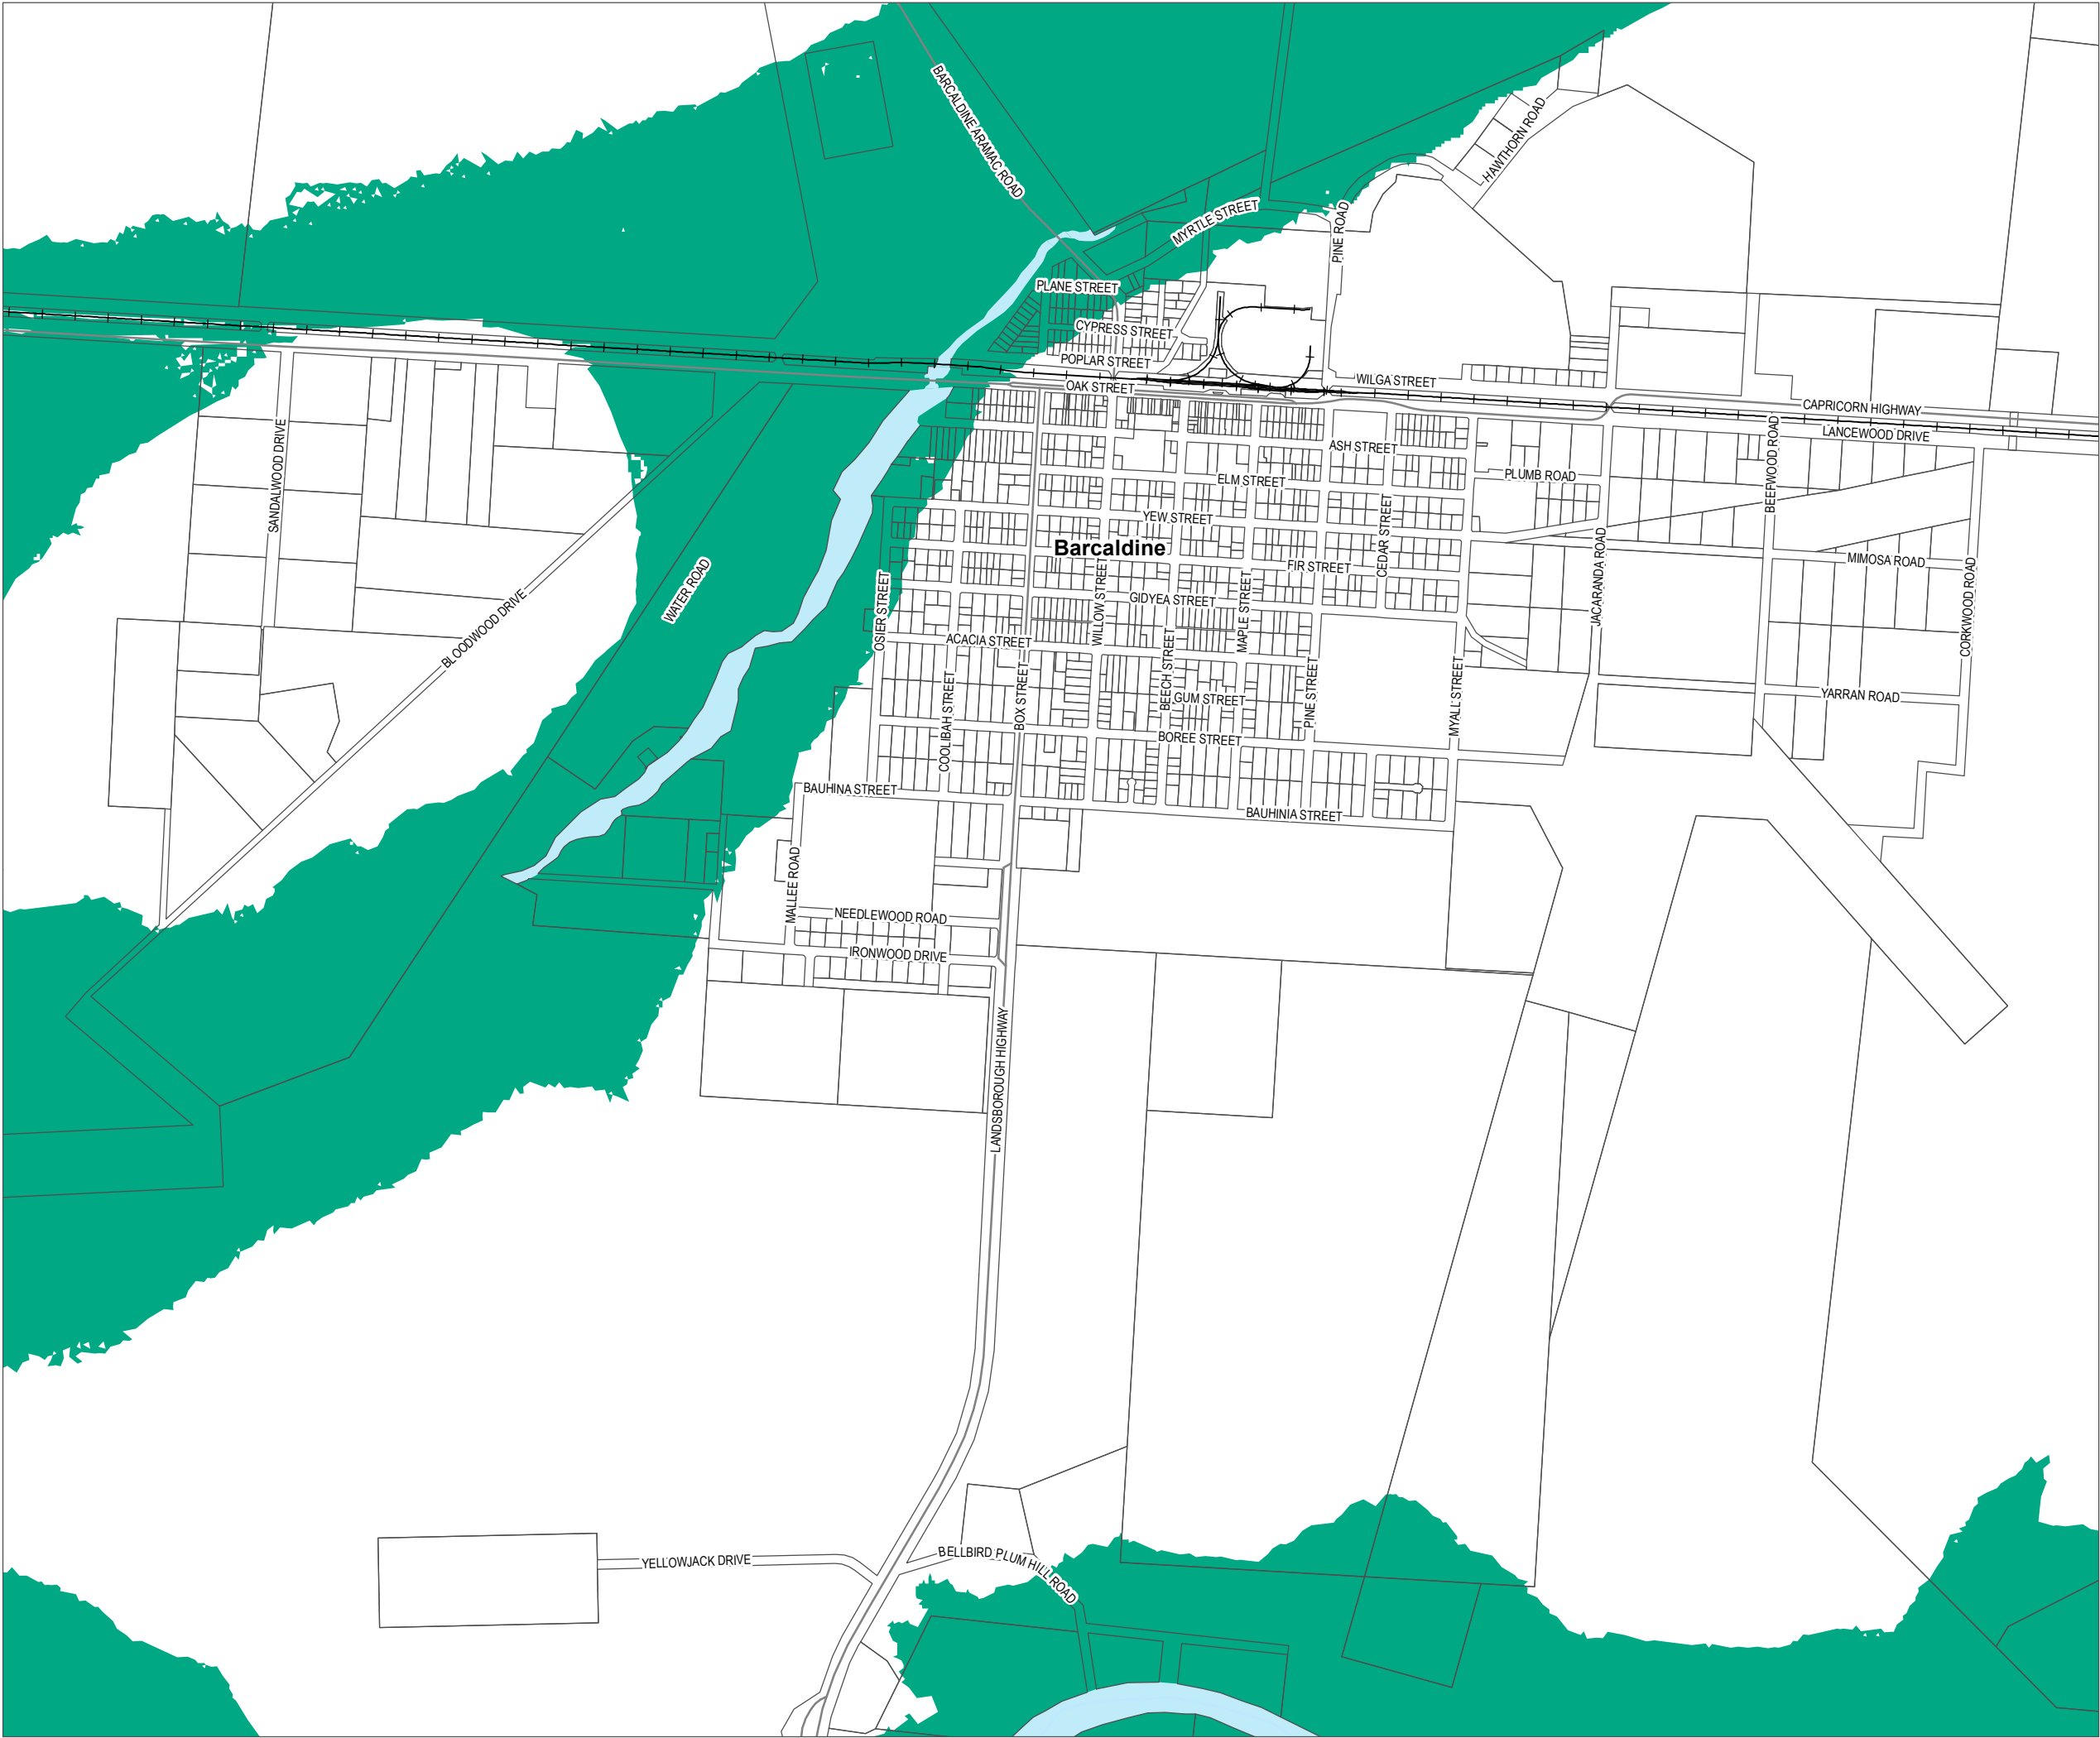 BARCALDINE ARAMAC ROAD
HAWTHORN ROAD
MYRTLE STREET
PINE ROAD
PLANE STREET
CYPRESS STREET
POPLAR STREET
OAK STREET
WILGA STREET
CAPRICORN HIGHWAY
LANCEWOOD DRIVE
SANDALWOOD DRIVE
ASH STREET
BEEFWOOD ROAD
PLUMB ROAD
ELM STREET
YEW STREET
CEDAR STREET
Barcaldine
FIR STREET
MIMOSA ROAD
JACARANDA ROAD
CORKWOOD ROAD
WATER ROAD
BLOODWOOD DRIVE
OSIER STREET
WILLOW STREET
GIDYEA STREET
MAPLE STREET
ACACIA STREET
BEECH STREET
BOX STREET
COOLIBAH STREET
GUM STREET
PINE STREET
MYALL STREET
YARRAN ROAD
BOREE STREET
BAUHINA STREET
BAUHINIA STREET
MALLEE ROAD
NEEDLEWOOD ROAD
IRONWOOD DRIVE
LANDSBOROUGH HIGHWAY
YELLOWJACK DRIVE
BELLBIRD PLUM HILL ROAD